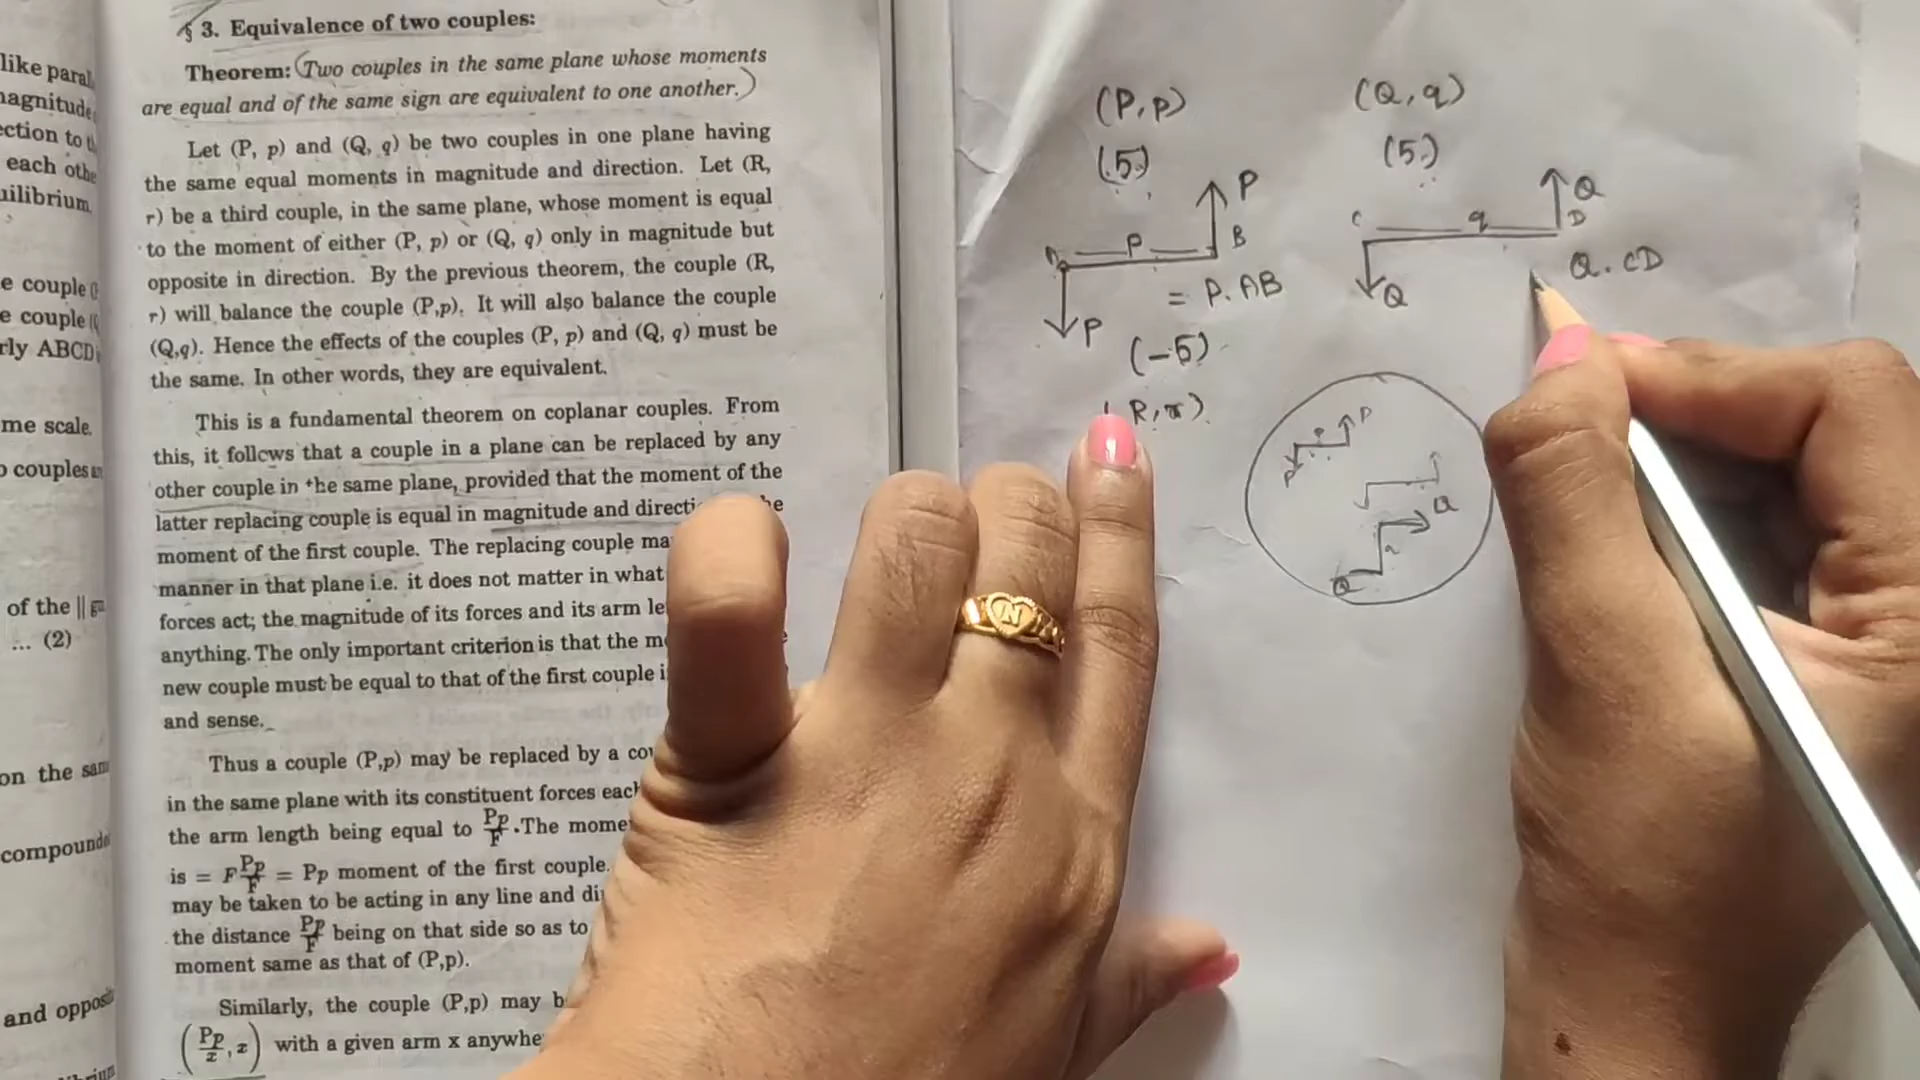 like paral
magnitude
ection to th
each othe
uilibrium.
e couple (
e couple (
rly ABCD i
me scale.
o couples an
of the || gm
... (2)
on the sam
compounde
and opposit
§ 3. Equivalence of two couples:
Theorem: (Two couples in the same plane whose moments
are equal and of the same sign are equivalent to one another.)
Let (P, p) and (Q, q) be two couples in one plane having
the same equal moments in magnitude and direction. Let (R,
r) be a third couple, in the same plane, whose moment is equal
to the moment of either (P, p) or (Q, q) only in magnitude but
opposite in direction. By the previous theorem, the couple (R,
r) will balance the couple (P,p). It will also balance the couple
(Q,q). Hence the effects of the couples (P, p) and (Q, q) must be
the same. In other words, they are equivalent.
This is a fundamental theorem on coplanar couples. From
this, it follows that a couple in a plane can be replaced by any
other couple in the same plane, provided that the moment of the
latter replacing couple is equal in magnitude and directi
moment of the first couple. The replacing couple ma
manner in that plane i.e. it does not matter in what
forces act; the magnitude of its forces and its arm le
anything. The only important criterion is that the m
new couple must be equal to that of the first couple i
and sense.
Thus a couple (P,p) may be replaced by a cou
in the same plane with its constituent forces each
the arm length being equal to Pp/F. The mome
is = F Pp/F = Pp moment of the first couple.
may be taken to be acting in any line and di
the distance Pp/F being on that side so as to
moment same as that of (P,p).
Similarly, the couple (P,p) may b
(Pp/x, x) with a given arm x anywhe
(P, p) (Q, q)
(5) (5)
P Q
C q D
p B
Q. CD
= P. AB
Q
P
(-5)
(R, r)
P
p
P
Q
Q